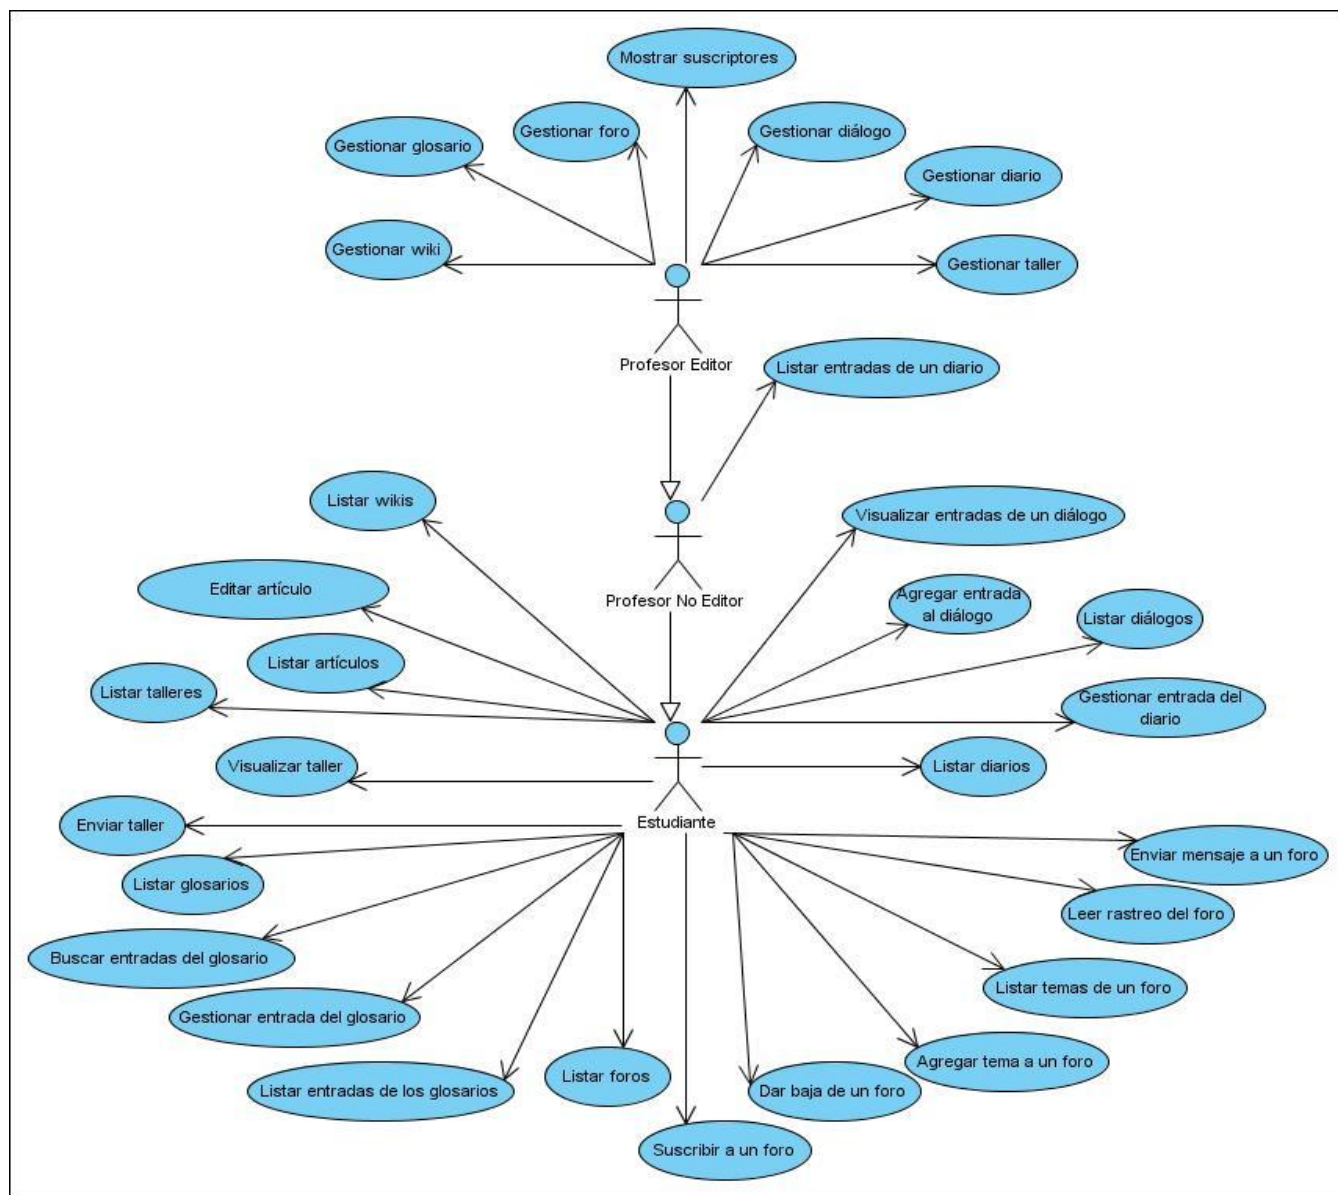 Mostrar suscriptores
Gestionar foro
Gestionar diálogo
Gestionar glosario
Gestionar diario
Gestionar wiki
Gestionar taller
Profesor Editor
Listar entradas de un diario
Listar wikis
Visualizar entradas de un diálogo
Editar artículo
Profesor No Editor
Agregar entrada
al diálogo
Listar diálogos
Listar artículos
Listar talleres
Gestionar entrada del
diario
Visualizar taller
Listar diarios
Enviar taller
Estudiante
Enviar mensaje a un foro
Listar glosarios
Leer rastreo del foro
Buscar entradas del glosario
Listar temas de un foro
Gestionar entrada del glosario
Agregar tema a un foro
Listar foros
Listar entradas de los glosarios
Dar baja de un foro
Suscribir a un foro